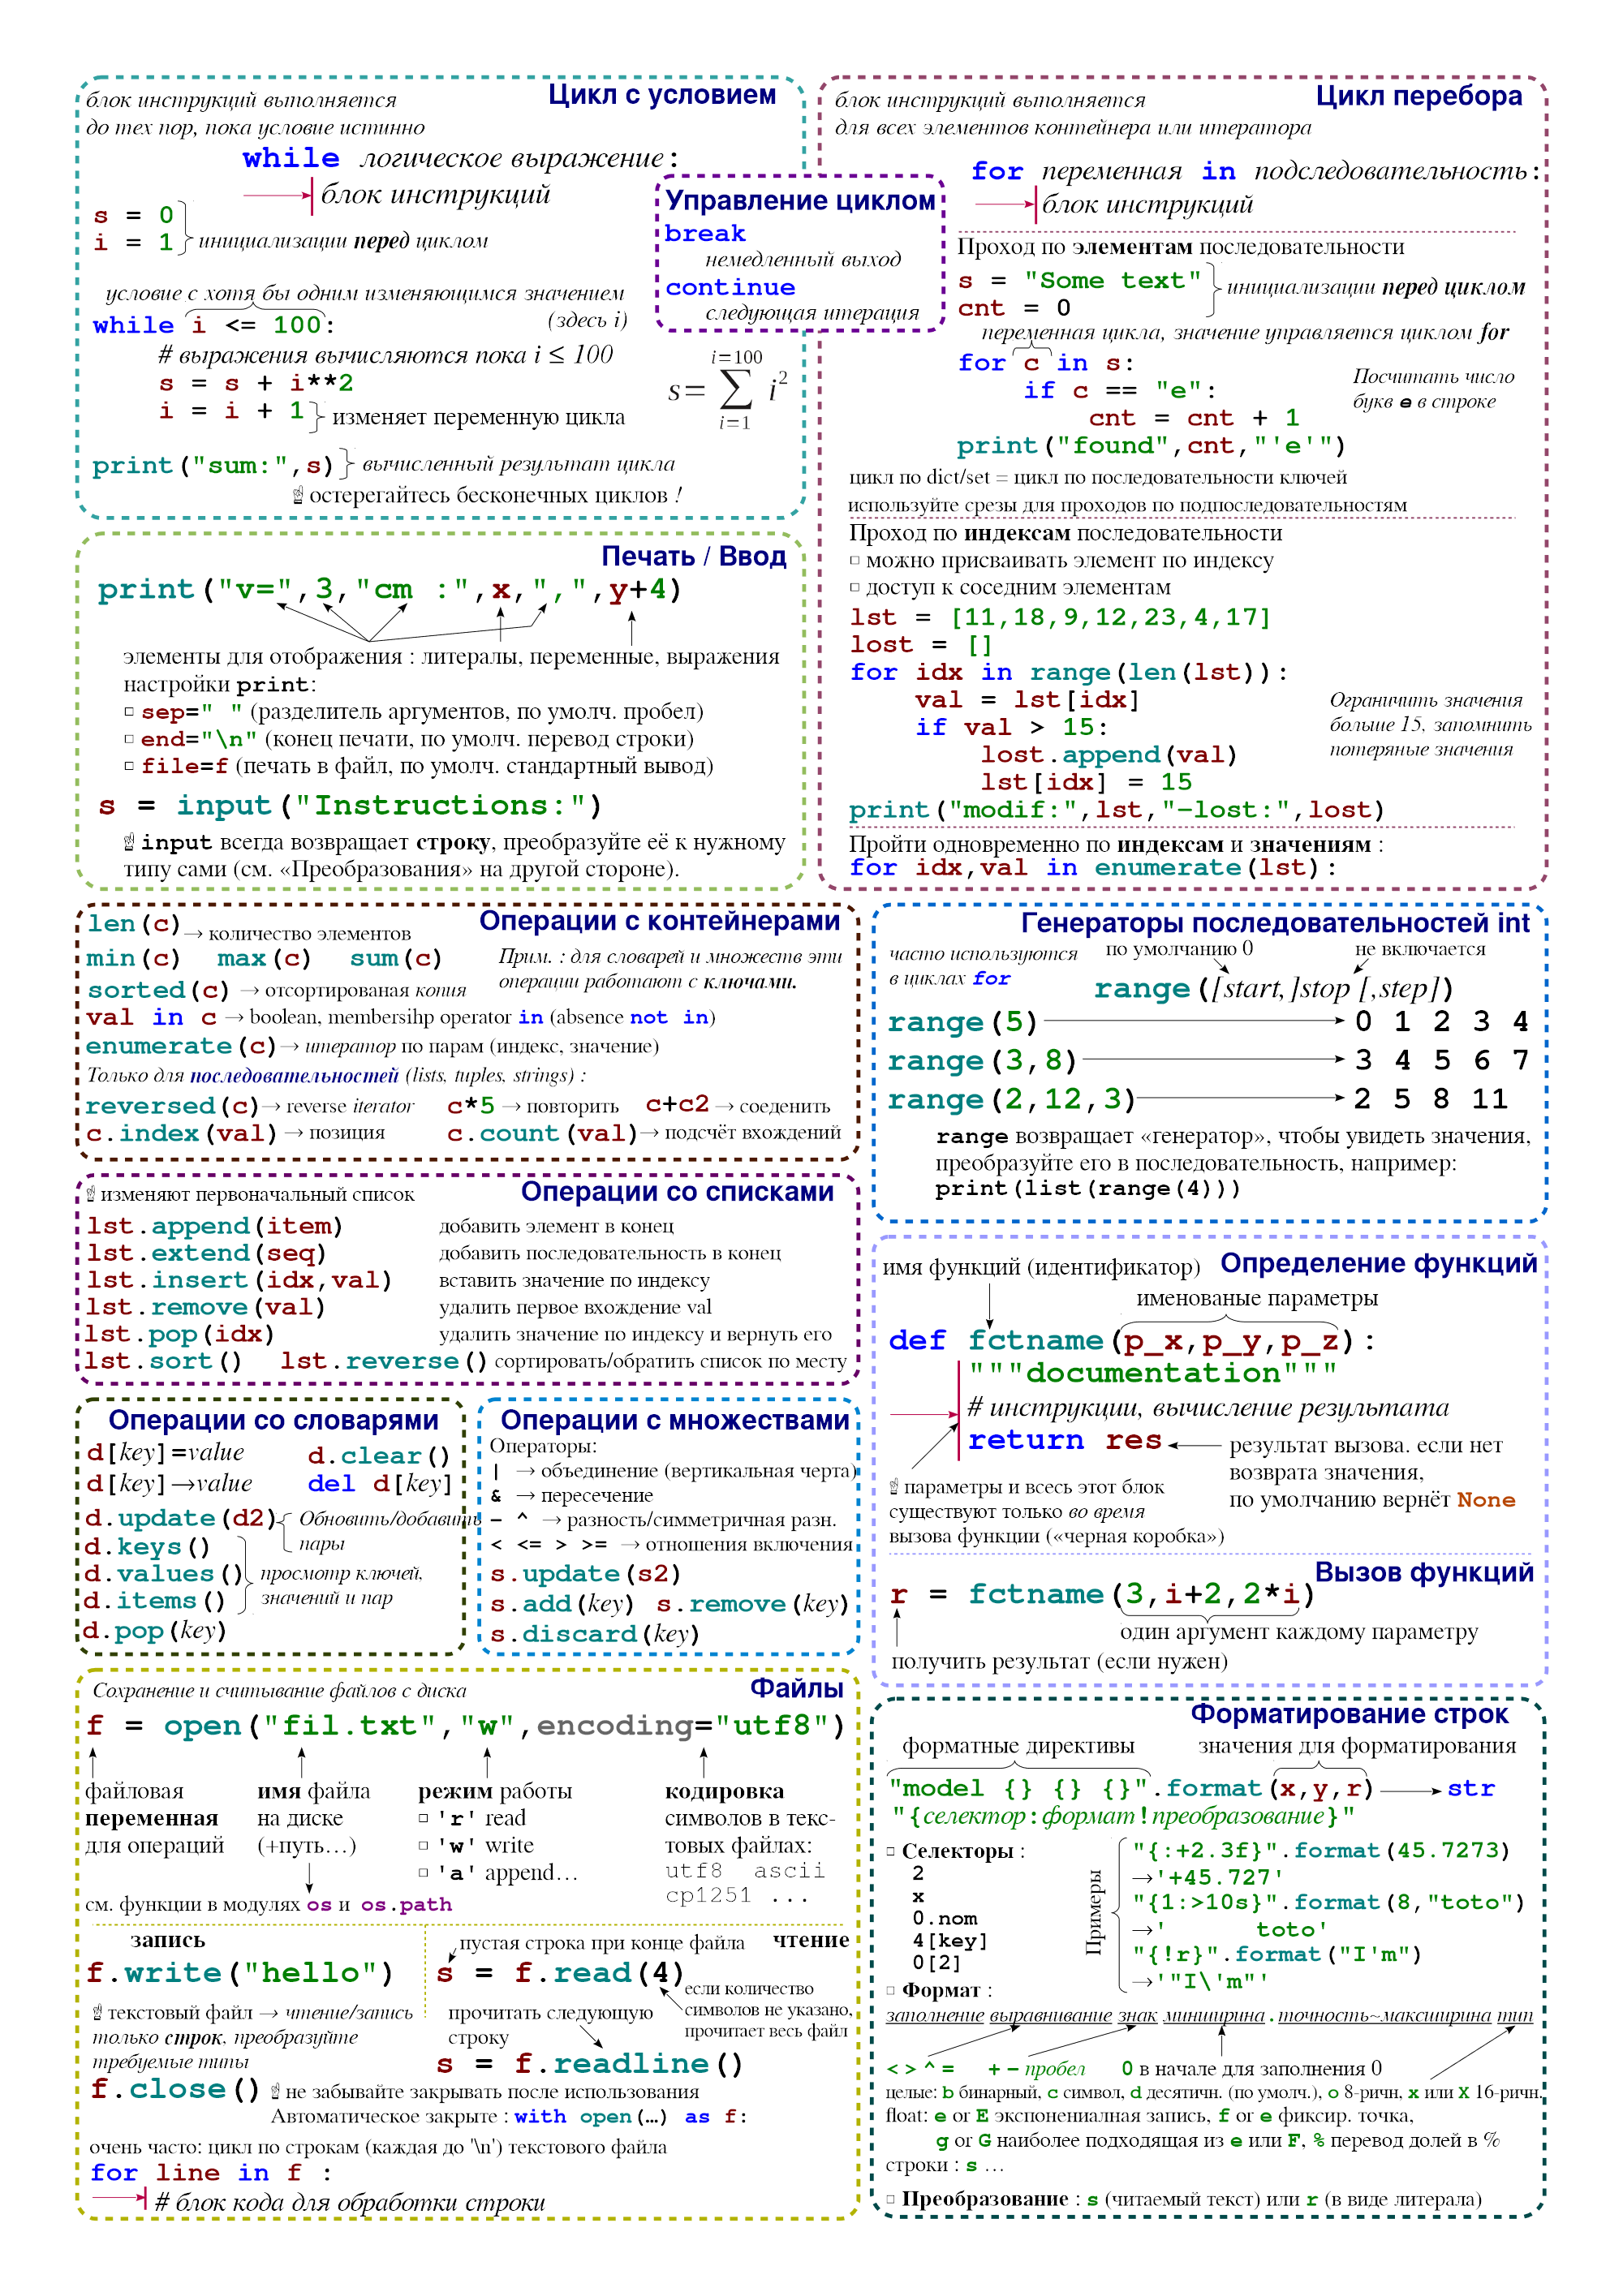 Цикл с условием
блок инструкций выполняется
до тех пор, пока условие истинно
while логическое выражение:
блок инструкций
s = 0
i = 1
инициализации перед циклом
условие с хотя бы одним изменяющимся значением
(здесь i)
while i <= 100:
# выражения вычисляются пока i ≤ 100
s = s + i**2
i = i + 1
изменяет переменную цикла
i=100
s= ∑ i²
i=1
print("sum:",s)
вычисленный результат цикла
☝ остерегайтесь бесконечных циклов !
Управление циклом
break
немедленный выход
continue
следующая итерация
Цикл перебора
блок инструкций выполняется
для всех элементов контейнера или итератора
for переменная in подследовательность:
блок инструкций
Проход по элементам последовательности
s = "Some text"
cnt = 0
инициализации перед циклом
переменная цикла, значение управляется циклом for
for c in s:
if c == "e":
cnt = cnt + 1
print("found",cnt,"'e'")
Посчитать число
букв e в строке
цикл по dict/set = цикл по последовательности ключей
используйте срезы для проходов по подпоследовательностям
Проход по индексам последовательности
□ можно присваивать элемент по индексу
□ доступ к соседним элементам
lst = [11,18,9,12,23,4,17]
lost = []
for idx in range(len(lst)):
val = lst[idx]
if val > 15:
lost.append(val)
lst[idx] = 15
print("modif:",lst,"-lost:",lost)
Ограничить значения
больше 15, запомнить
потеряные значения
Пройти одновременно по индексам и значениям :
for idx,val in enumerate(lst):
Печать / Ввод
print("v=",3,"cm :",x,",",y+4)
элементы для отображения : литералы, переменные, выражения
настройки print:
□ sep=" " (разделитель аргументов, по умолч. пробел)
□ end="\n" (конец печати, по умолч. перевод строки)
□ file=f (печать в файл, по умолч. стандартный вывод)
s = input("Instructions:")
☝ input всегда возвращает строку, преобразуйте её к нужному
типу сами (см. «Преобразования» на другой стороне).
Операции с контейнерами
len(c) → количество элементов
min(c) max(c) sum(c)
Прим. : для словарей и множеств эти
операции работают с ключами.
sorted(c) → отсортированая копия
val in c → boolean, membersihp operator in (absence not in)
enumerate(c) → итератор по парам (индекс, значение)
Только для последовательностей (lists, tuples, strings) :
reversed(c) → reverse iterator c*5 → повторить c+c2 → соеденить
c.index(val) → позиция c.count(val) → подсчёт вхождений
Генераторы последовательностей int
часто используются
в циклах for
по умолчанию 0
не включается
range([start,]stop [,step])
range(5) 0 1 2 3 4
range(3,8) 3 4 5 6 7
range(2,12,3) 2 5 8 11
range возвращает «генератор», чтобы увидеть значения,
преобразуйте его в последовательность, например:
print(list(range(4)))
Операции со списками
☝ изменяют первоначальный список
lst.append(item) добавить элемент в конец
lst.extend(seq) добавить последовательность в конец
lst.insert(idx,val) вставить значение по индексу
lst.remove(val) удалить первое вхождение val
lst.pop(idx) удалить значение по индексу и вернуть его
lst.sort() lst.reverse() сортировать/обратить список по месту
Определение функций
имя функций (идентификатор)
именованые параметры
def fctname(p_x,p_y,p_z):
"""documentation"""
# инструкции, вычисление результата
return res
результат вызова. если нет
возврата значения,
по умолчанию вернёт None
☝ параметры и всесь этот блок
существуют только во время
вызова функции («черная коробка»)
Вызов функций
r = fctname(3,i+2,2*i)
один аргумент каждому параметру
получить результат (если нужен)
Операции со словарями
d[key]=value d.clear()
d[key]→value del d[key]
d.update(d2) Обновить/добавить
пары
d.keys()
d.values()
d.items()
просмотр ключей,
значений и пар
d.pop(key)
Операции с множествами
Операторы:
| → объединение (вертикальная черта)
& → пересечение
- ^ → разность/симметричная разн.
< <= > >= → отношения включения
s.update(s2)
s.add(key) s.remove(key)
s.discard(key)
Файлы
Сохранение и считывание файлов с диска
f = open("fil.txt","w",encoding="utf8")
файловая
переменная
для операций
имя файла
на диске
(+путь…)
режим работы
□ 'r' read
□ 'w' write
□ 'a' append…
кодировка
символов в текс-
товых файлах:
utf8 ascii
cp1251 ...
см. функции в модулях os и os.path
запись
f.write("hello")
☝ текстовый файл → чтение/запись
только строк, преобразуйте
требуемые типы
чтение
пустая строка при конце файла
s = f.read(4)
если количество
символов не указано,
прочитает весь файл
прочитать следующую
строку
s = f.readline()
f.close() ☝ не забывайте закрывать после использования
Автоматическое закрыте : with open(…) as f:
очень часто: цикл по строкам (каждая до '\n') текстового файла
for line in f :
# блок кода для обработки строки
Форматирование строк
форматные директивы
значения для форматирования
"model {} {} {}".format(x,y,r) str
"{селектор:формат!преобразование}"
□ Селекторы :
2
x
0.nom
4[key]
0[2]
Примеры
"{:+2.3f}".format(45.7273)
→'+45.727'
"{1:>10s}".format(8,"toto")
→'      toto'
"{!r}".format("I'm")
→'"I\'m"'
□ Формат :
заполнение выравнивание знак миниширина.точность~максширина тип
< > ^ = + - пробел 0 в начале для заполнения 0
целые: b бинарный, c символ, d десятичн. (по умолч.), o 8-ричн, x или X 16-ричн.
float: e or E экспонениалная запись, f or e фиксир. точка,
g or G наиболее подходящая из e или F, % перевод долей в %
строки : s …
□ Преобразование : s (читаемый текст) или r (в виде литерала)